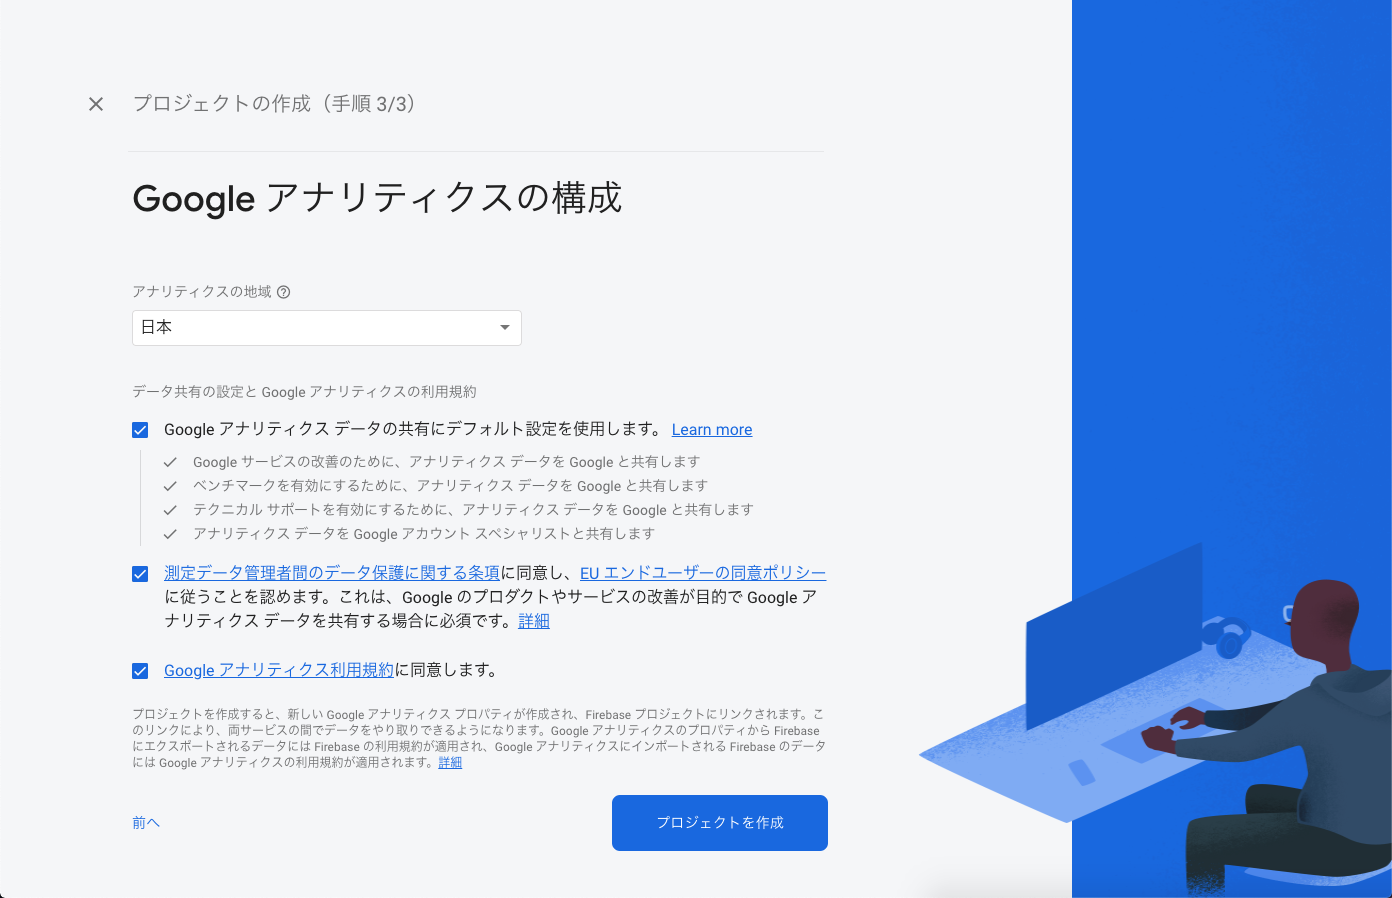 プロジェクトの作成（手順 3/3）
Google アナリティクスの構成
アナリティクスの地域
日本
データ共有の設定と Google アナリティクスの利用規約
Google アナリティクス データの共有にデフォルト設定を使用します。 Learn more
Google サービスの改善のために、アナリティクス データを Google と共有します
ベンチマークを有効にするために、アナリティクス データを Google と共有します
テクニカル サポートを有効にするために、アナリティクス データを Google と共有します
アナリティクス データを Google アカウント スペシャリストと共有します
測定データ管理者間のデータ保護に関する条項に同意し、EU エンドユーザーの同意ポリシー
に従うことを認めます。これは、Google のプロダクトやサービスの改善が目的で Google ア
ナリティクス データを共有する場合に必須です。詳細
Google アナリティクス利用規約に同意します。
プロジェクトを作成すると、新しい Google アナリティクス プロパティが作成され、Firebase プロジェクトにリンクされます。こ
のリンクにより、両サービスの間でデータをやり取りできるようになります。Google アナリティクスのプロパティから Firebase
にエクスポートされるデータには Firebase の利用規約が適用され、Google アナリティクスにインポートされる Firebase のデータ
には Google アナリティクスの利用規約が適用されます。詳細
前へ
プロジェクトを作成